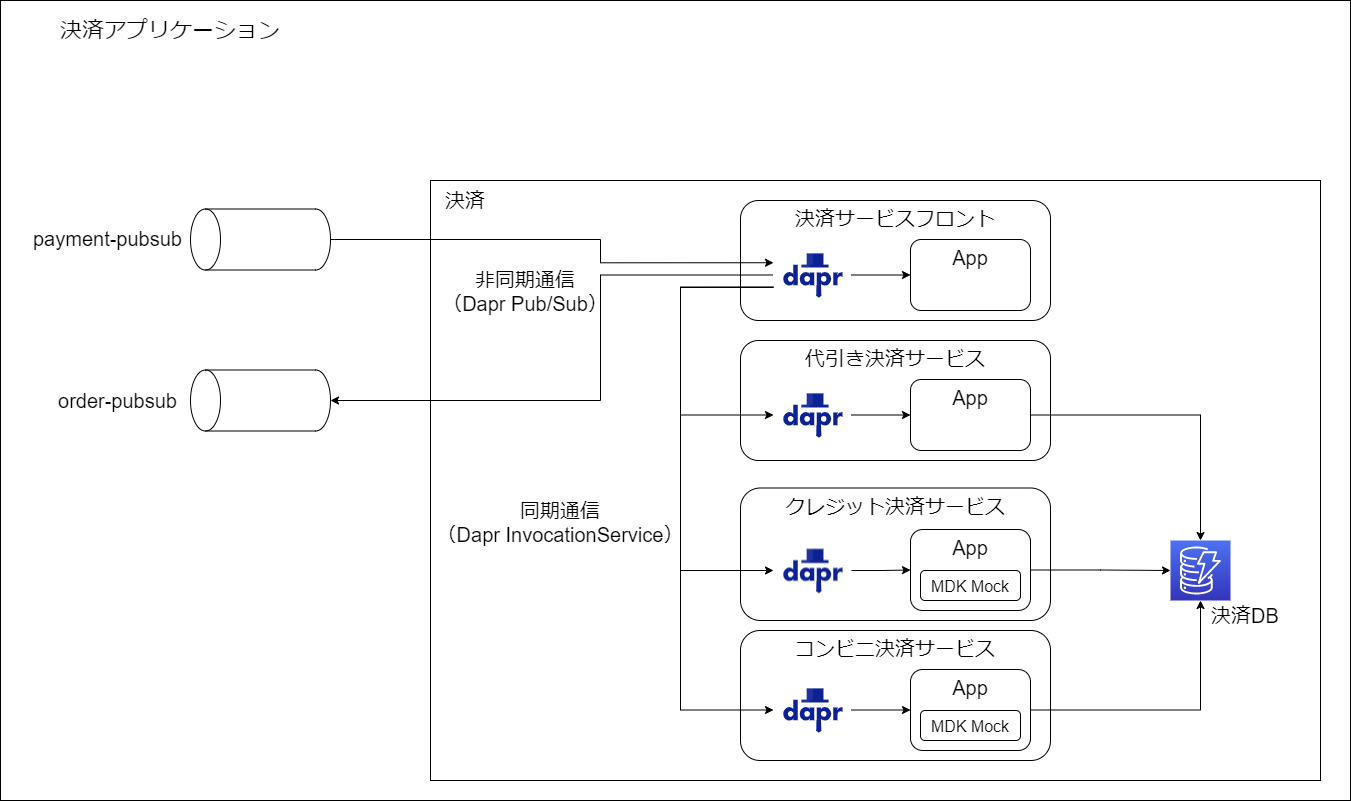 決済アプリケーション
決済
payment-pubsub
非同期通信
（Dapr Pub/Sub）
決済サービスフロント
dapr
App
order-pubsub
代引き決済サービス
dapr
App
同期通信
（Dapr InvocationService）
クレジット決済サービス
dapr
App
MDK Mock
決済DB
コンビニ決済サービス
dapr
App
MDK Mock